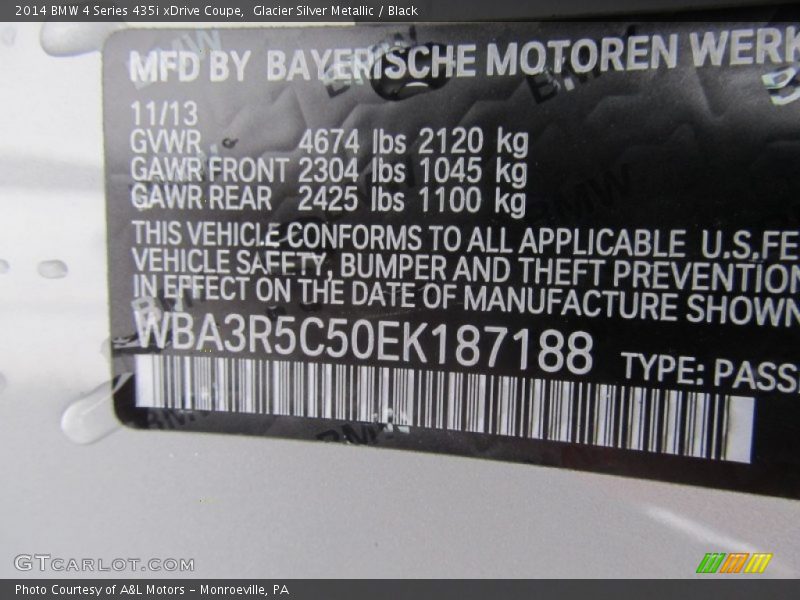 2014 BMW 4 Series 435i xDrive Coupe,  Glacier Silver Metallic / Black
MFD BY BAYERISCHE MOTOREN WERK
11/13
GVWR 4674 lbs 2120 kg
GAWR FRONT 2304 lbs 1045 kg
GAWR REAR 2425 lbs 1100 kg
THIS VEHICLE CONFORMS TO ALL APPLICABLE U.S.FE
VEHICLE SAFETY, BUMPER AND THEFT PREVENTION
IN EFFECT ON THE DATE OF MANUFACTURE SHOWN
WBA3R5C50EK187188 TYPE: PASS
GTCARLOT.COM
Photo Courtesy of A&L Motors – Monroeville, PA